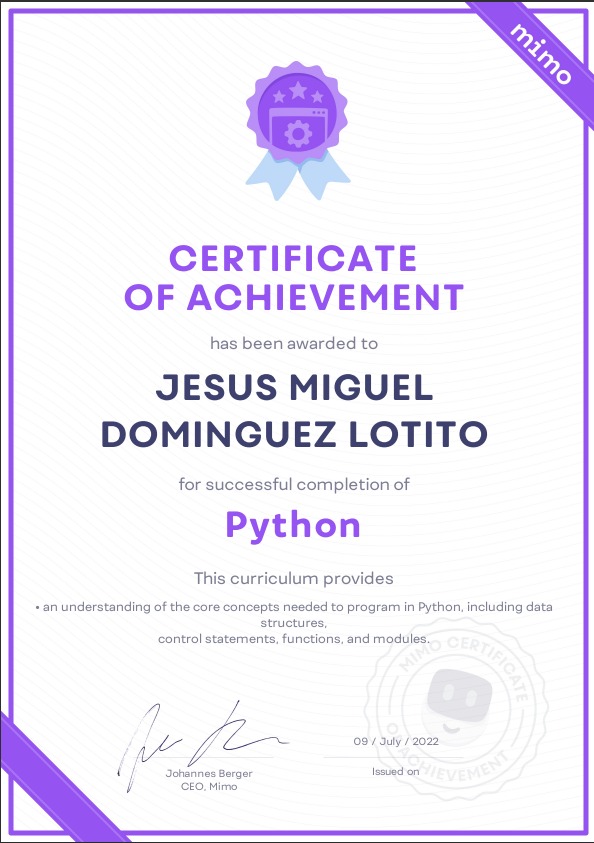 mimo
CERTIFICATE
OF ACHIEVEMENT
has been awarded to
JESUS MIGUEL
DOMINGUEZ LOTITO
for successful completion of
Python
This curriculum provides
• an understanding of the core concepts needed to program in Python, including data
structures,
control statements, functions, and modules.
MIMO CERTIFICATE
OF ACHIEVEMENT
09 / July / 2022
Johannes Berger
CEO, Mimo
Issued on